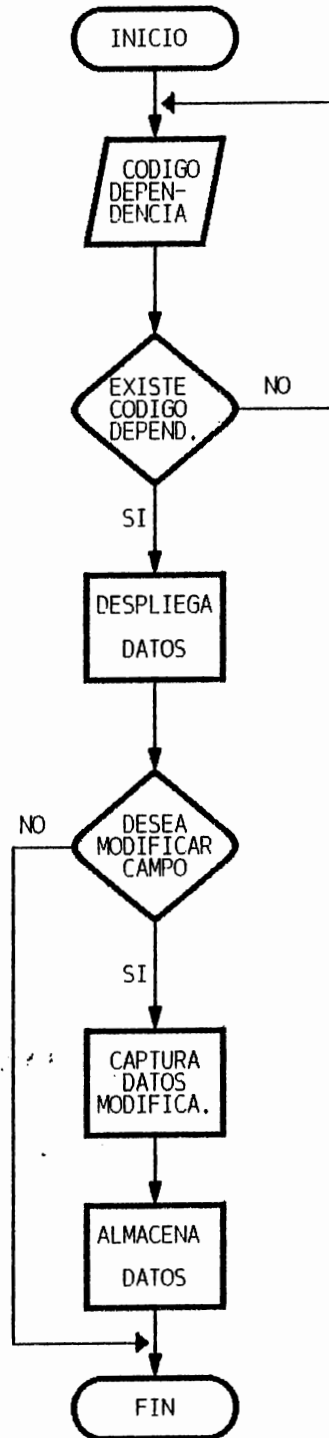 INICIO
CODIGO
DEPEN-
DENCIA
EXISTE
CODIGO
DEPEND.
NO
SI
DESPLIEGA
DATOS
NO
DESEA
MODIFICAR
CAMPO
SI
CAPTURA
DATOS
MODIFICA.
ALMACENA
DATOS
FIN